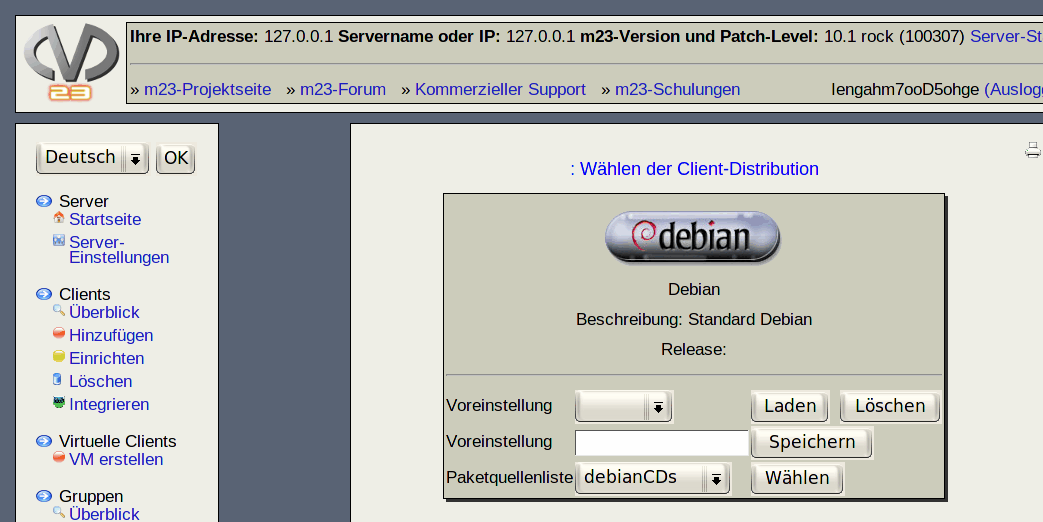 Ihre IP-Adresse: 127.0.0.1 Servername oder IP: 127.0.0.1 m23-Version und Patch-Level: 10.1 rock (100307) Server-St
23
» m23-Projektseite » m23-Forum » Kommerzieller Support » m23-Schulungen lengahm7ooD5ohge (Auslogg
Deutsch OK
Server
Startseite
Server-
Einstellungen
Clients
Überblick
Hinzufügen
Einrichten
Löschen
Integrieren
Virtuelle Clients
VM erstellen
Gruppen
Überblick
: Wählen der Client-Distribution
debian
Debian
Beschreibung: Standard Debian
Release:
Voreinstellung Laden Löschen
Voreinstellung Speichern
Paketquellenliste debianCDs Wählen